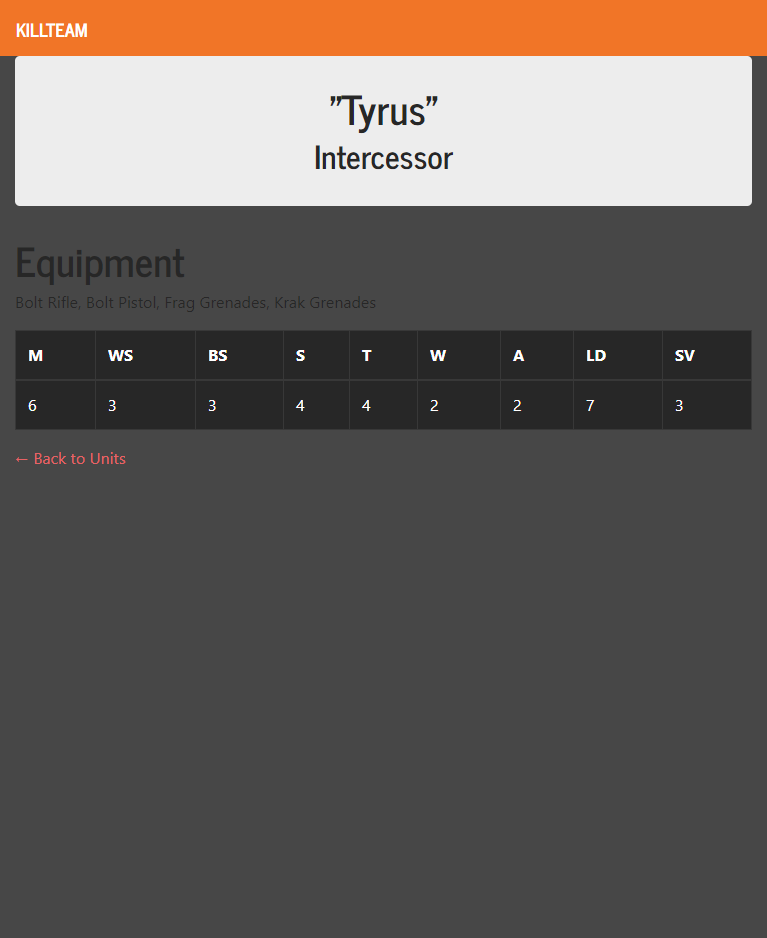 KILLTEAM
”Tyrus”
Intercessor
Equipment
Bolt Rifle, Bolt Pistol, Frag Grenades, Krak Grenades
M WS BS S T W A LD SV
6 3 3 4 4 2 2 7 3
← Back to Units